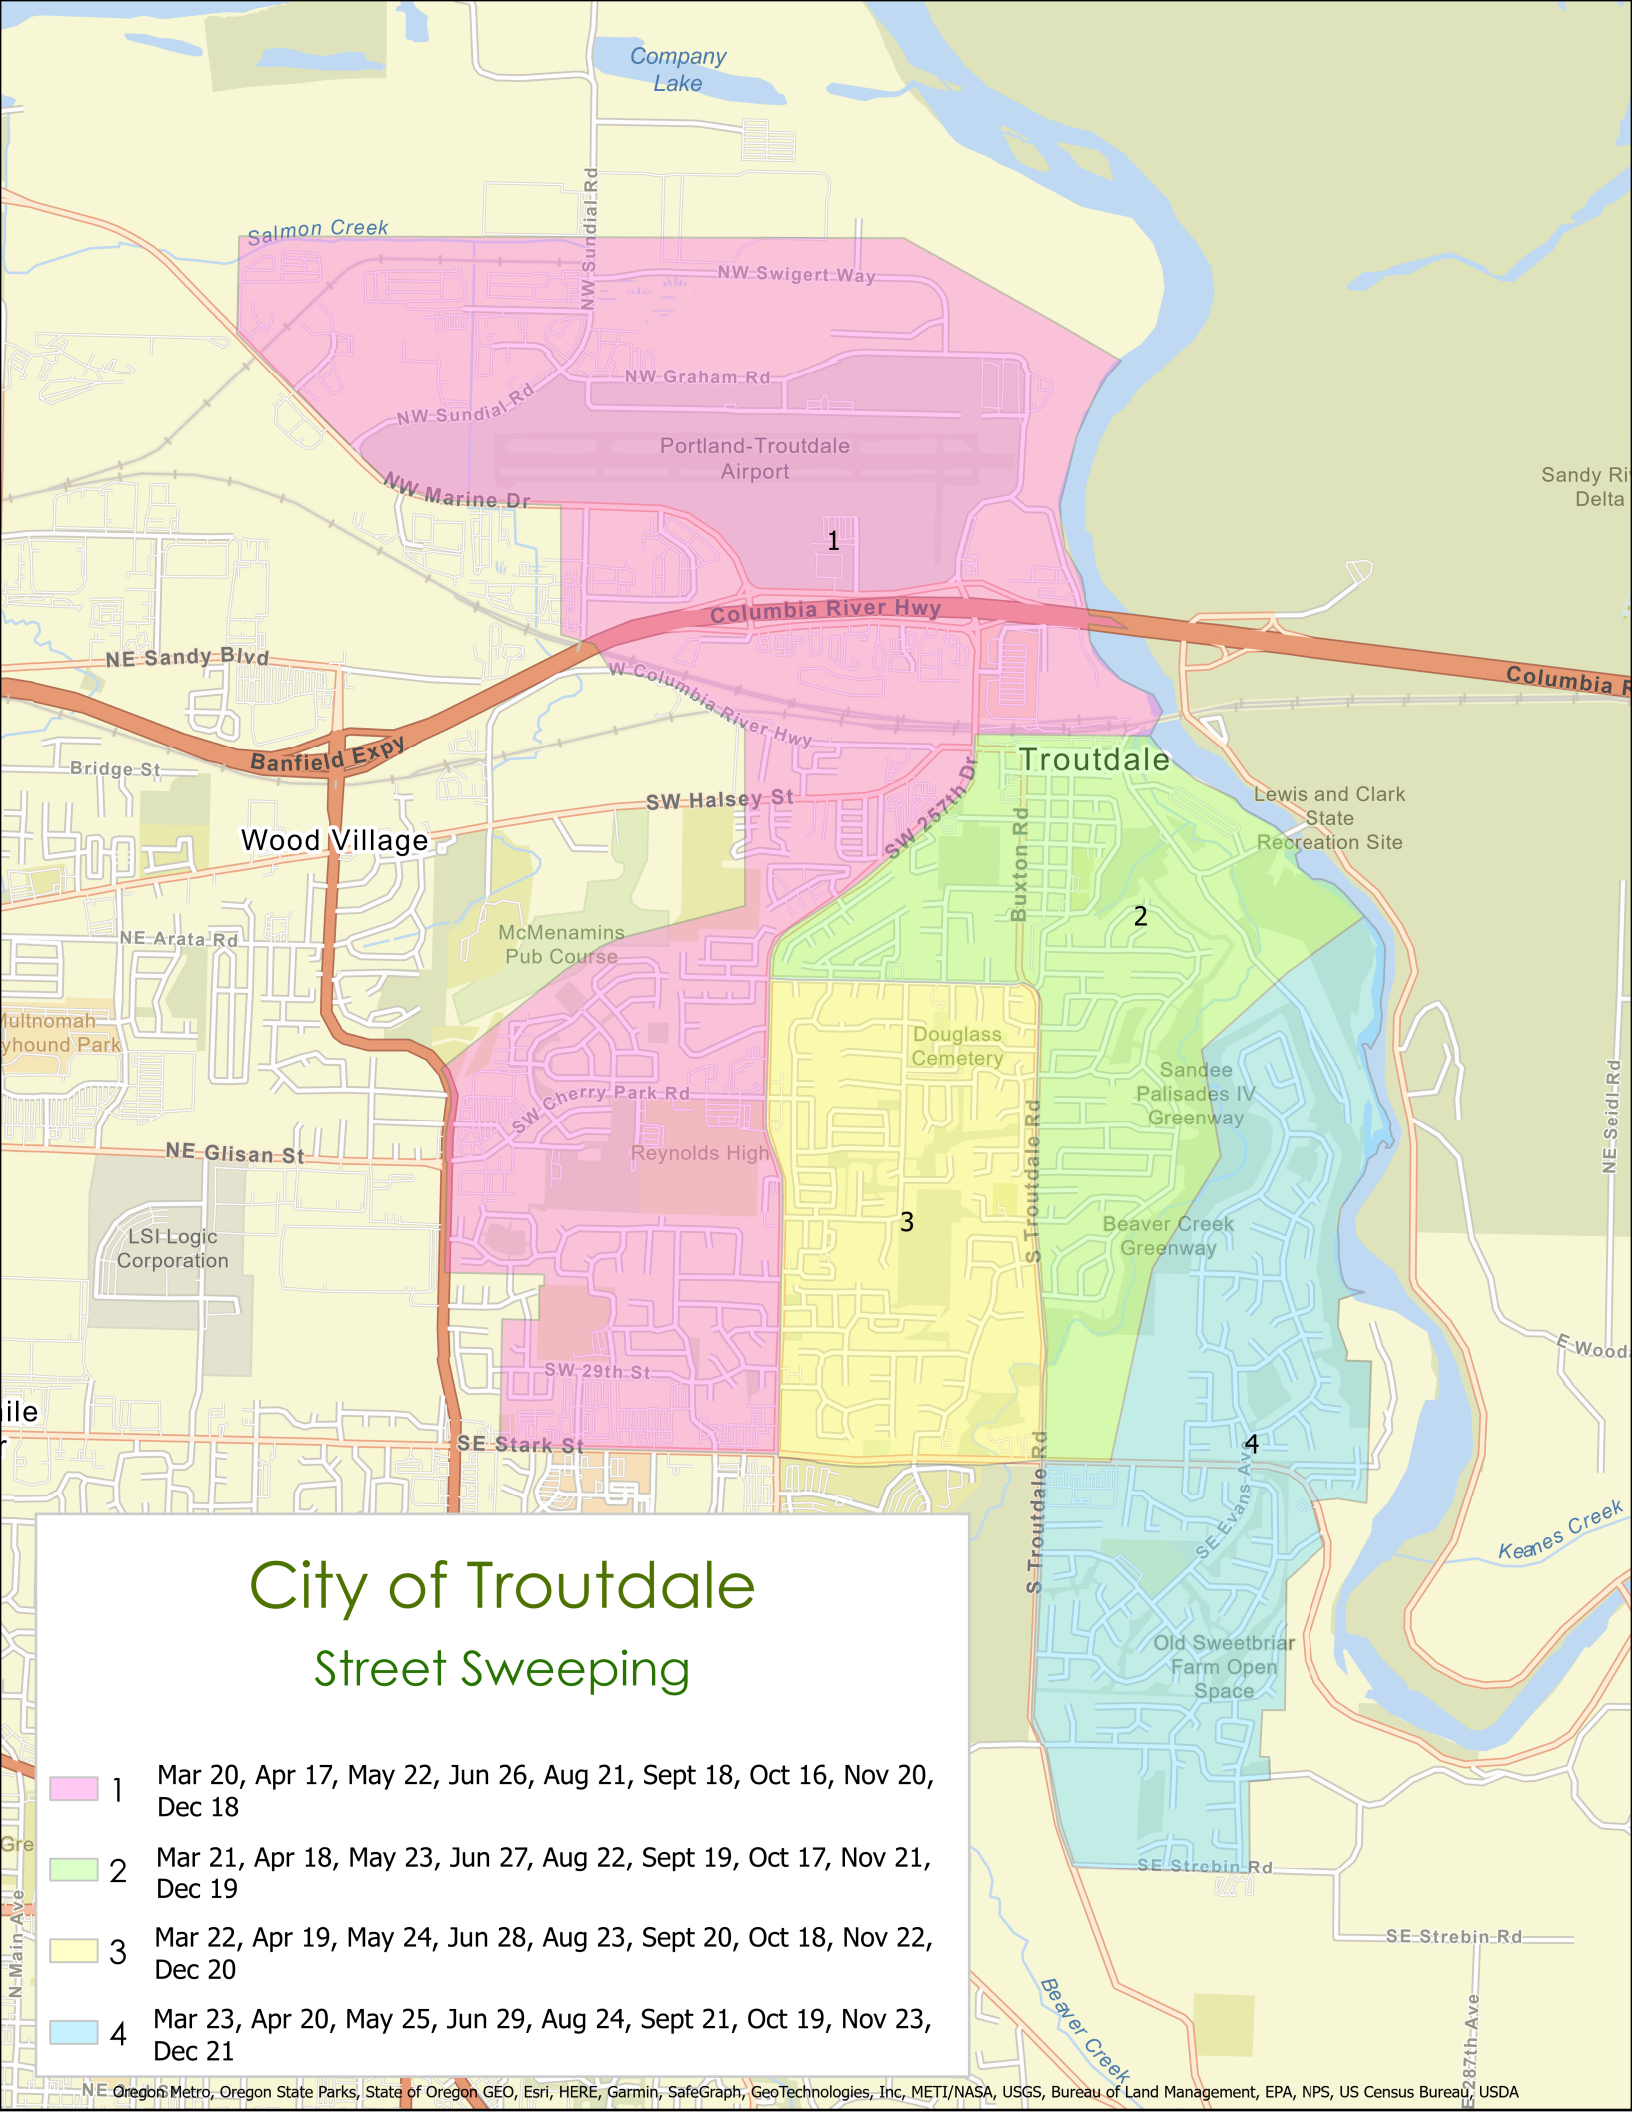 Company
Lake
NW Sundial Rd
Salmon Creek
NW Swigert Way
NW Graham Rd
NW Sundial Rd
Portland-Troutdale
Airport
Sandy Ri
Delta
NW Marine Dr
1
Columbia River Hwy
NE Sandy Blvd
W Columbia River Hwy
Columbia R
Banfield Expy
Troutdale
Bridge St
SW Halsey St
SW 257th Dr
Lewis and Clark
State
Recreation Site
Wood Village
Buxton Rd
2
McMenamins
Pub Course
NE Arata Rd
Multnomah
yhound Park
Douglass
Cemetery
Sandee
Palisades IV
Greenway
SW Cherry Park Rd
NE Seidl Rd
NE Glisan St
Reynolds High
S Troutdale Rd
3
Beaver Creek
Greenway
LSI Logic
Corporation
E Wooda
SW 29th St
ile
r
SE Stark St
4
SE Evans Ave
S Troutdale Rd
Keanes Creek
City of Troutdale
Street Sweeping
Old Sweetbriar
Farm Open
Space
1 Mar 20, Apr 17, May 22, Jun 26, Aug 21, Sept 18, Oct 16, Nov 20,
Dec 18
2 Mar 21, Apr 18, May 23, Jun 27, Aug 22, Sept 19, Oct 17, Nov 21,
Dec 19
Gre
SE Strebin Rd
3 Mar 22, Apr 19, May 24, Jun 28, Aug 23, Sept 20, Oct 18, Nov 22,
Dec 20
N Main Ave
SE Strebin Rd
4 Mar 23, Apr 20, May 25, Jun 29, Aug 24, Sept 21, Oct 19, Nov 23,
Dec 21
Beaver Creek
E 287th Ave
Oregon Metro, Oregon State Parks, State of Oregon GEO, Esri, HERE, Garmin, SafeGraph, GeoTechnologies, Inc, METI/NASA, USGS, Bureau of Land Management, EPA, NPS, US Census Bureau, USDA